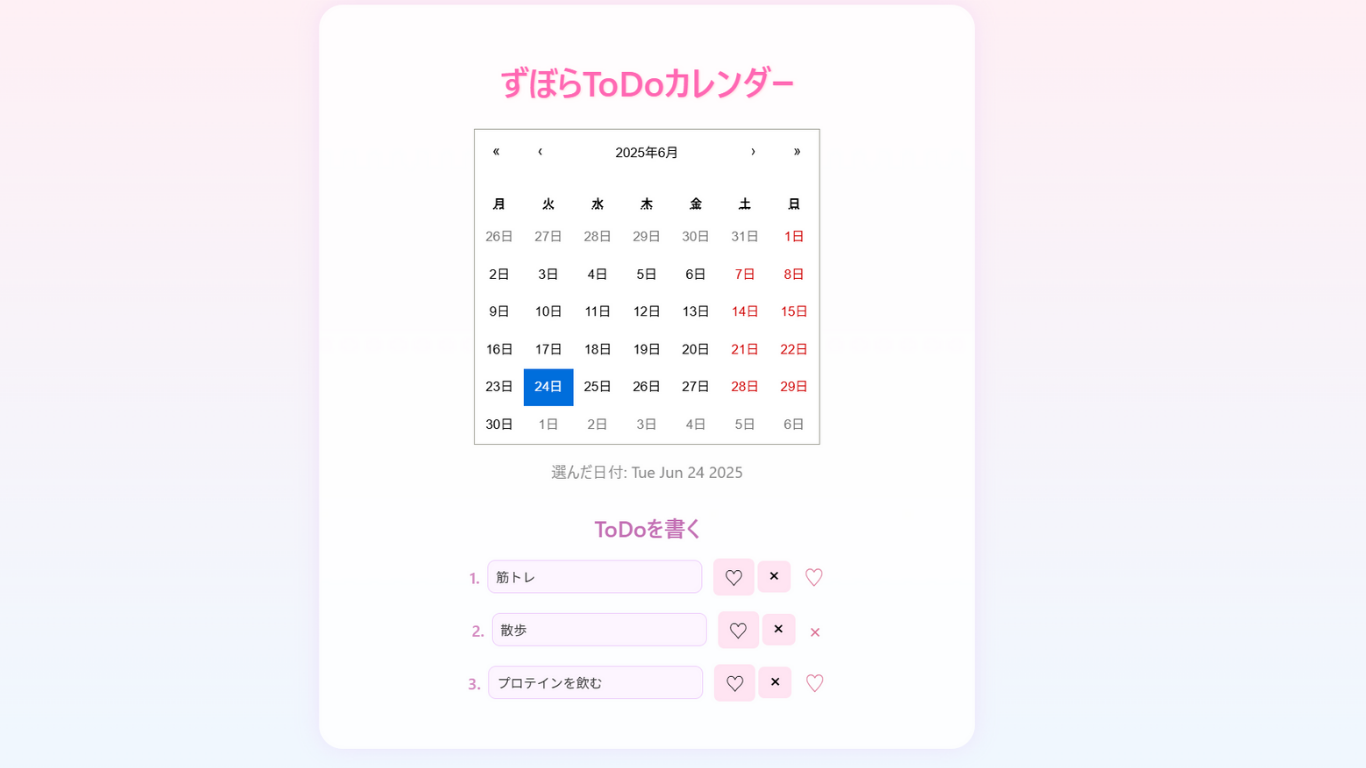 ずぼらToDoカレンダー
« ‹ 2025年6月 › »
月 火 水 木 金 土 日
26日 27日 28日 29日 30日 31日 1日
2日 3日 4日 5日 6日 7日 8日
9日 10日 11日 12日 13日 14日 15日
16日 17日 18日 19日 20日 21日 22日
23日 24日 25日 26日 27日 28日 29日
30日 1日 2日 3日 4日 5日 6日
選んだ日付: Tue Jun 24 2025
ToDoを書く
1. 筋トレ ♡ × ♡
2. 散歩 ♡ × ×
3. プロテインを飲む ♡ × ♡